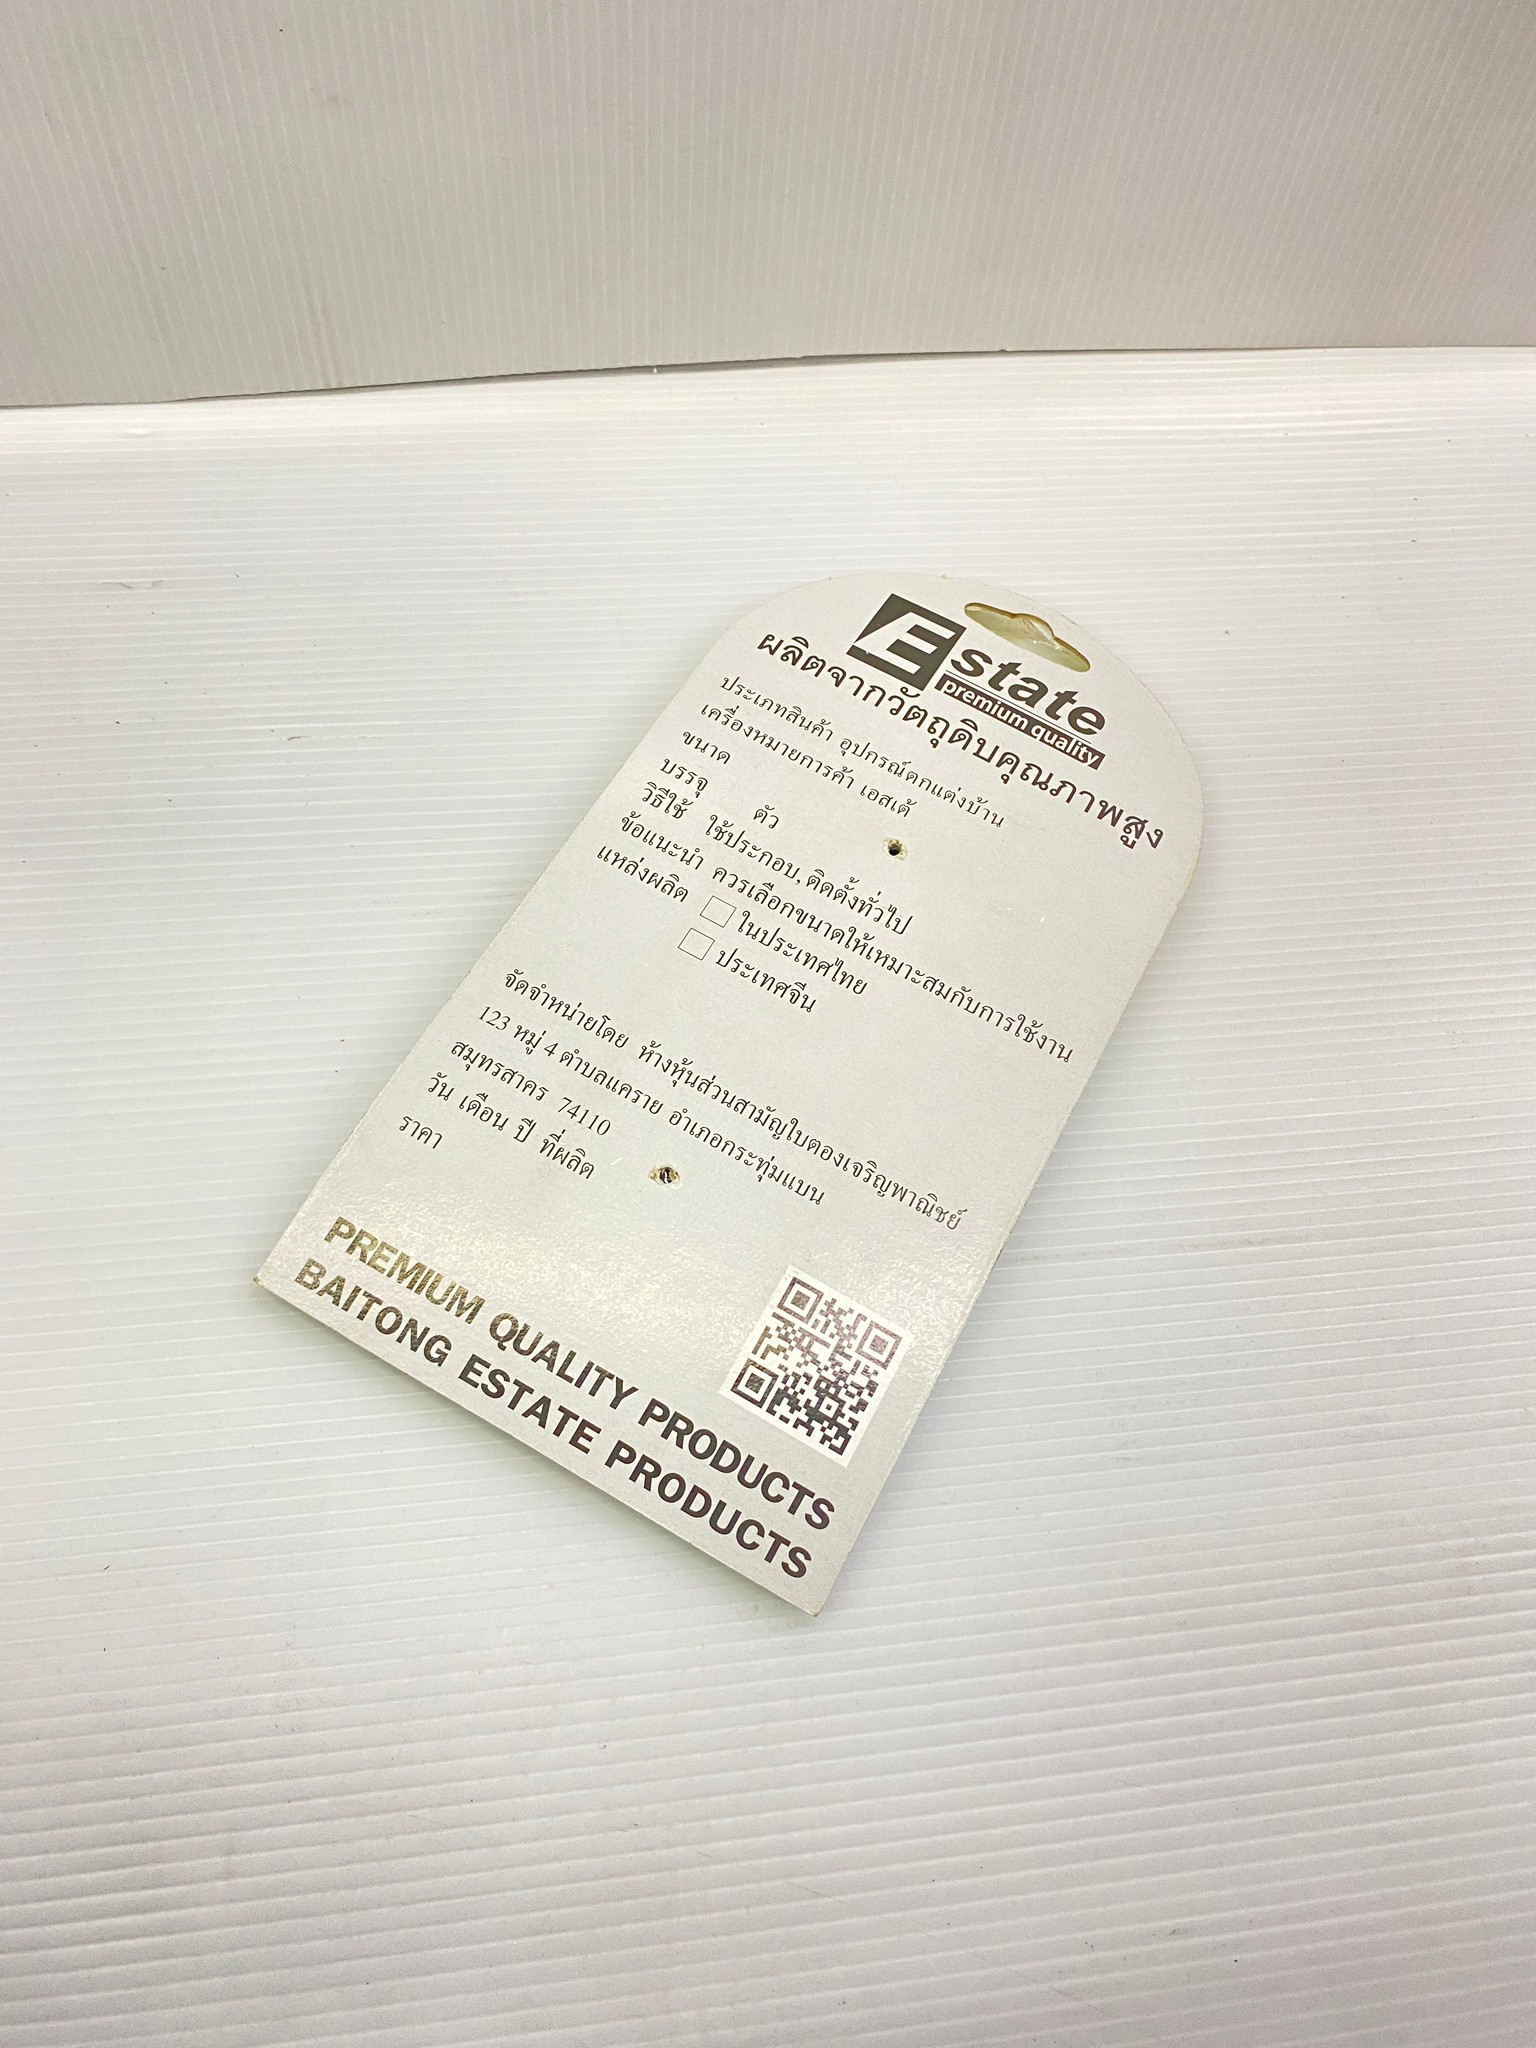 Estate
premium quality
ผลิตจากวัตถุดิบคุณภาพสูง
ประเภทสินค้า อุปกรณ์ตกแต่งบ้าน
เครื่องหมายการค้า เอสเต้
ขนาด
บรรจุ ตัว
วิธีใช้ ใช้ประกอบ, ติดตั้งทั่วไป
ข้อแนะนำ ควรเลือกขนาดให้เหมาะสมกับการใช้งาน
แหล่งผลิต ในประเทศไทย
ประเทศจีน
จัดจำหน่ายโดย ห้างหุ้นส่วนสามัญใบตองเจริญพาณิชย์
123 หมู่ 4 ตำบลแคราย อำเภอกระทุ่มแบน
สมุทรสาคร 74110
วัน เดือน ปี ที่ผลิต
ราคา
PREMIUM QUALITY PRODUCTS
BAITONG ESTATE PRODUCTS